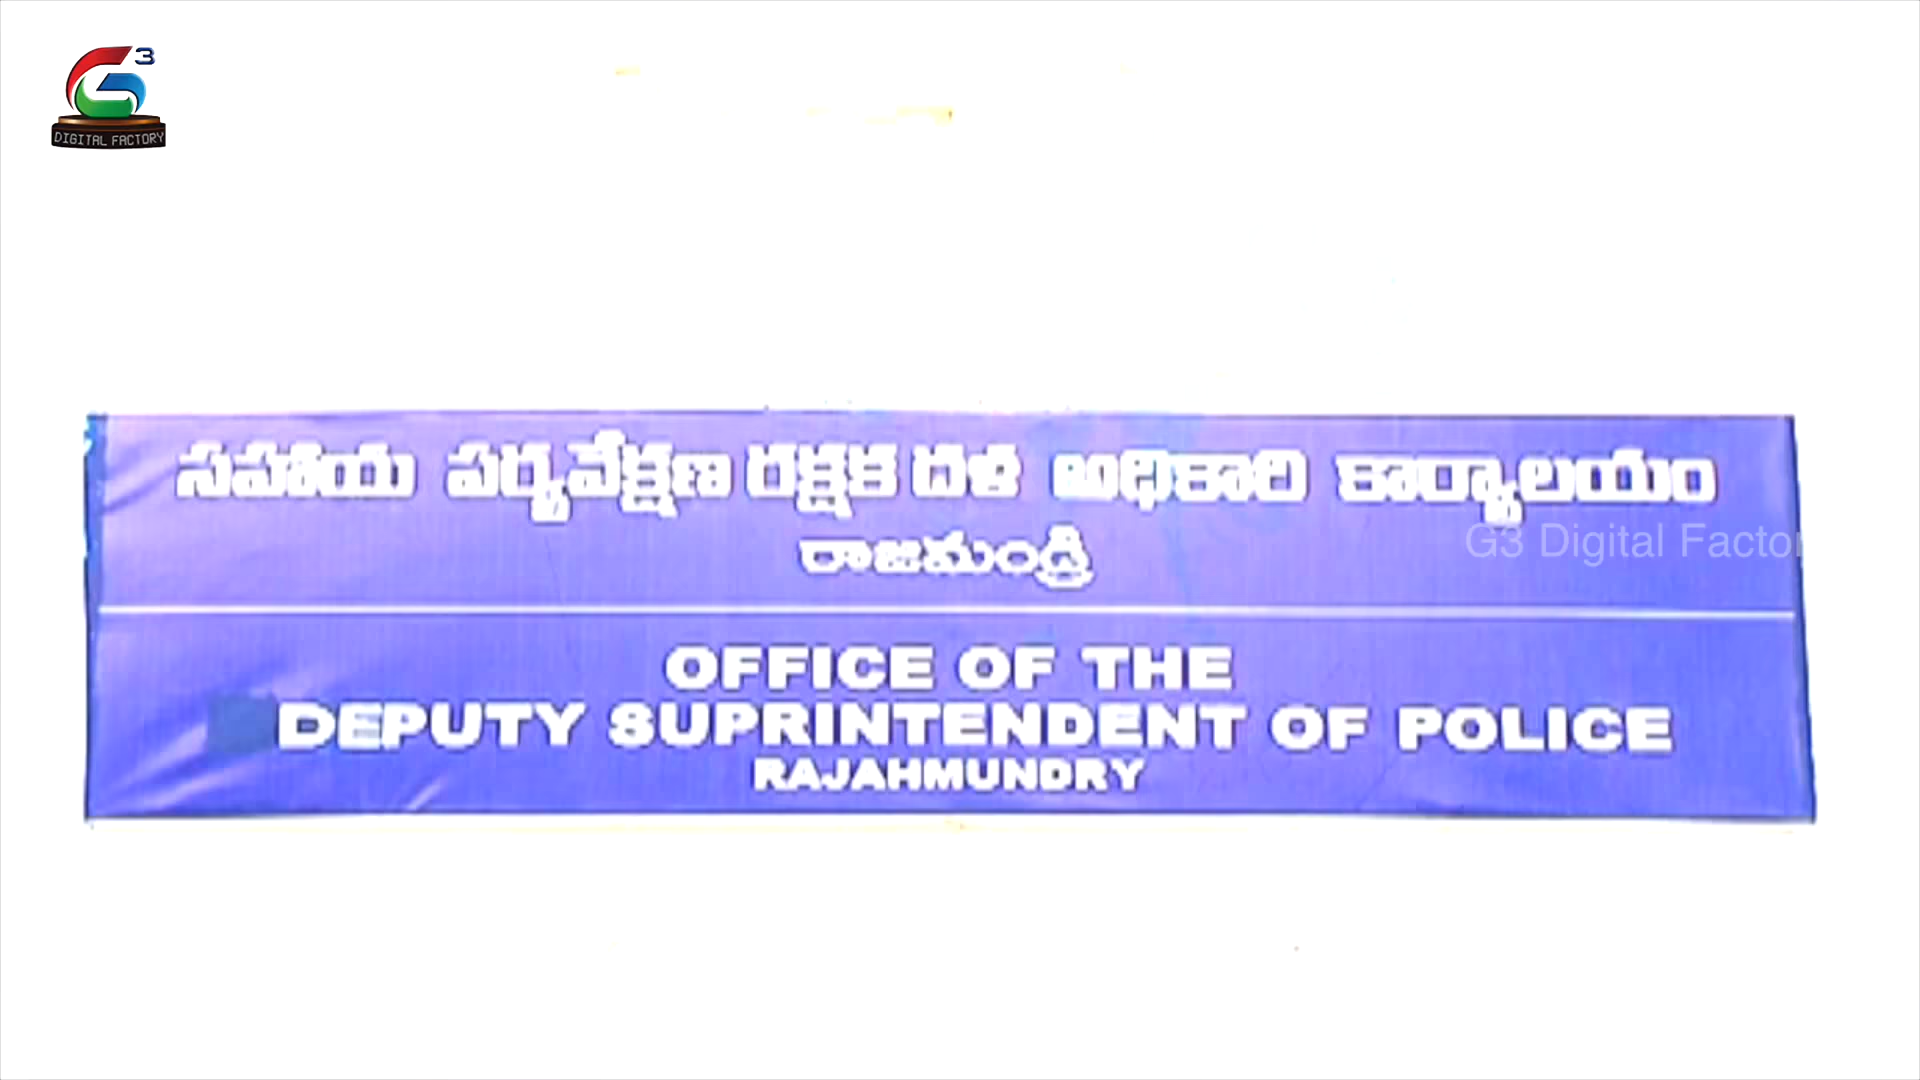 G3
DIGITAL FACTORY
సహాయ పర్యవేక్షణ రక్షక దళ అధికారి కార్యాలయం
రాజమండ్రి
G3 Digital Factor
OFFICE OF THE
DEPUTY SUPRINTENDENT OF POLICE
RAJAHMUNDRY